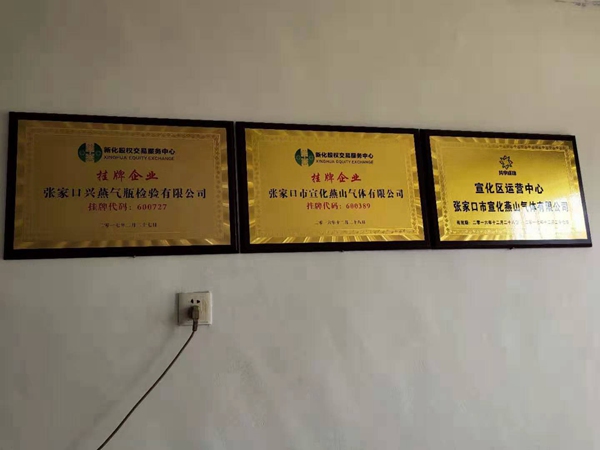 新化股权交易服务中心
XINGHUA EQUITY EXCHANGE
挂牌企业
张家口兴燕气瓶检验有限公司
挂牌代码：600727
新化股权交易服务中心
XINGHUA EQUITY EXCHANGE
挂牌企业
张家口市宣化燕山气体有限公司
挂牌代码：600389
宣化区运营中心
张家口市宣化燕山气体有限公司